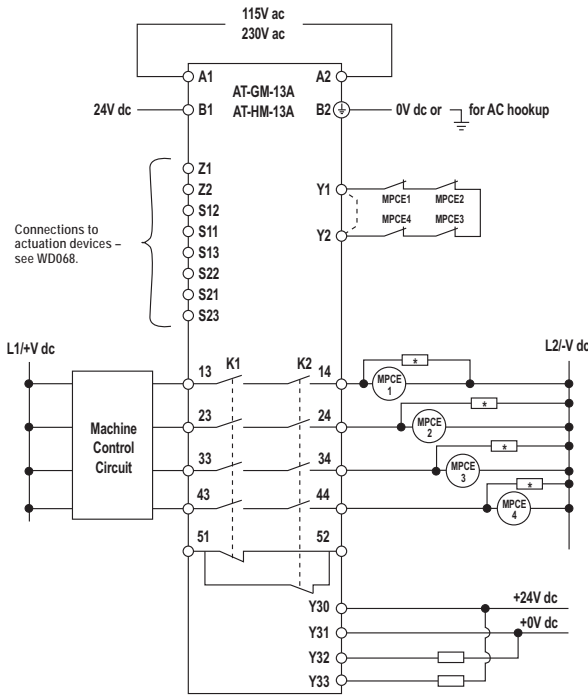 115V ac
230V ac
A1
A2
AT-GM-13A
AT-HM-13A
24V dc
B1
B2
0V dc or
for AC hookup
Z1
Z2
S12
S11
S13
S22
S21
S23
Connections to
actuation devices –
see WD068.
Y1
Y2
MPCE1
MPCE2
MPCE4
MPCE3
L1/+V dc
L2/-V dc
K1
K2
13
14
23
24
33
34
43
44
51
52
Machine
Control
Circuit
*
MPCE
1
*
MPCE
2
*
MPCE
3
*
MPCE
4
Y30
+24V dc
Y31
+0V dc
Y32
Y33